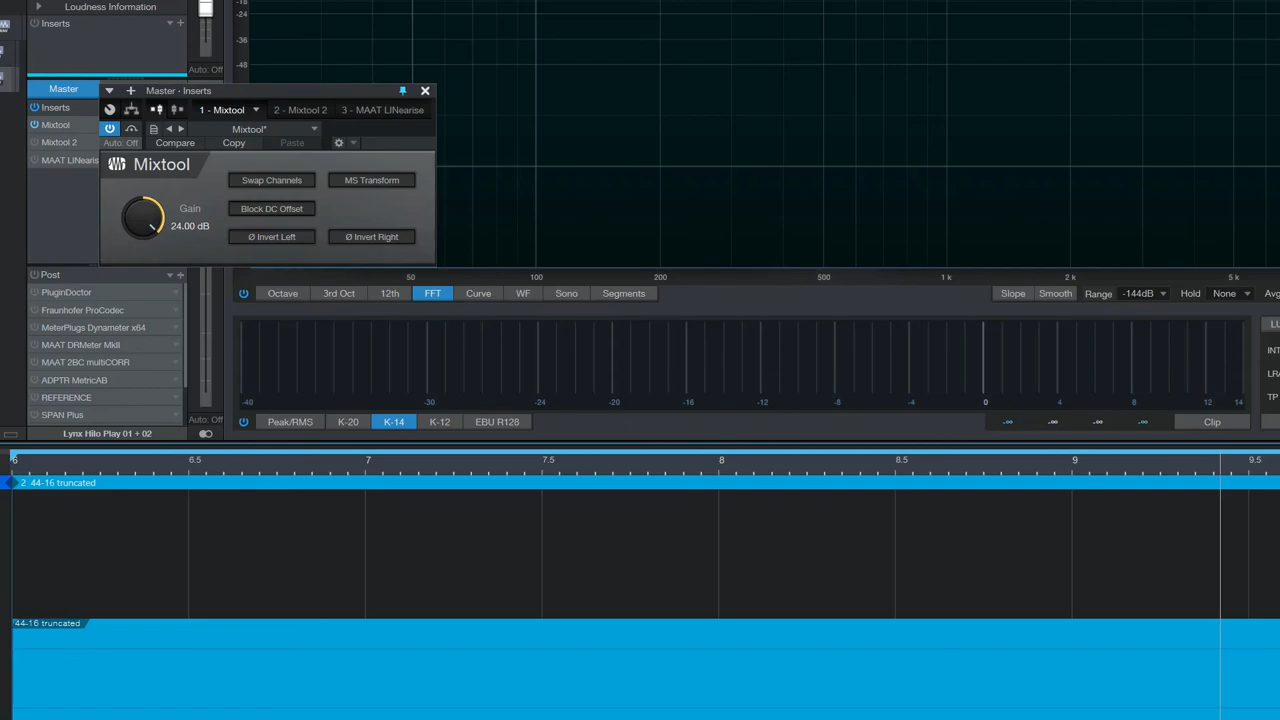 Loudness Information
Inserts
Auto: Off
-18
-24
-36
-48
Master
Master · Inserts
Inserts
1 - Mixtool
2 - Mixtool 2
3 - MAAT LINearise
Mixtool
Mixtool*
Mixtool 2
Auto: Off
Compare
Copy
Paste
MAAT LINearis
Mixtool
Swap Channels
MS Transform
Gain
24.00 dB
Block DC Offset
Ø Invert Left
Ø Invert Right
Post
50
100
200
500
1 k
2 k
5 k
PluginDoctor
Octave
3rd Oct
12th
FFT
Curve
WF
Sono
Segments
Slope
Smooth
Range
-144dB
Hold
None
Avg
Fraunhofer ProCodec
MeterPlugs Dynameter x64
MAAT DRMeter MkII
MAAT 2BC multiCORR
ADPTR MetricAB
REFERENCE
SPAN Plus
LU
INT
LRA
TP
-40
-30
-24
-20
-16
-12
-8
-4
0
4
8
12
14
Auto: Off
Peak/RMS
K-20
K-14
K-12
EBU R128
-∞
-∞
-∞
-∞
Clip
Lynx Hilo Play 01 + 02
6
6.5
7
7.5
8
8.5
9
9.5
2 44-16 truncated
44-16 truncated